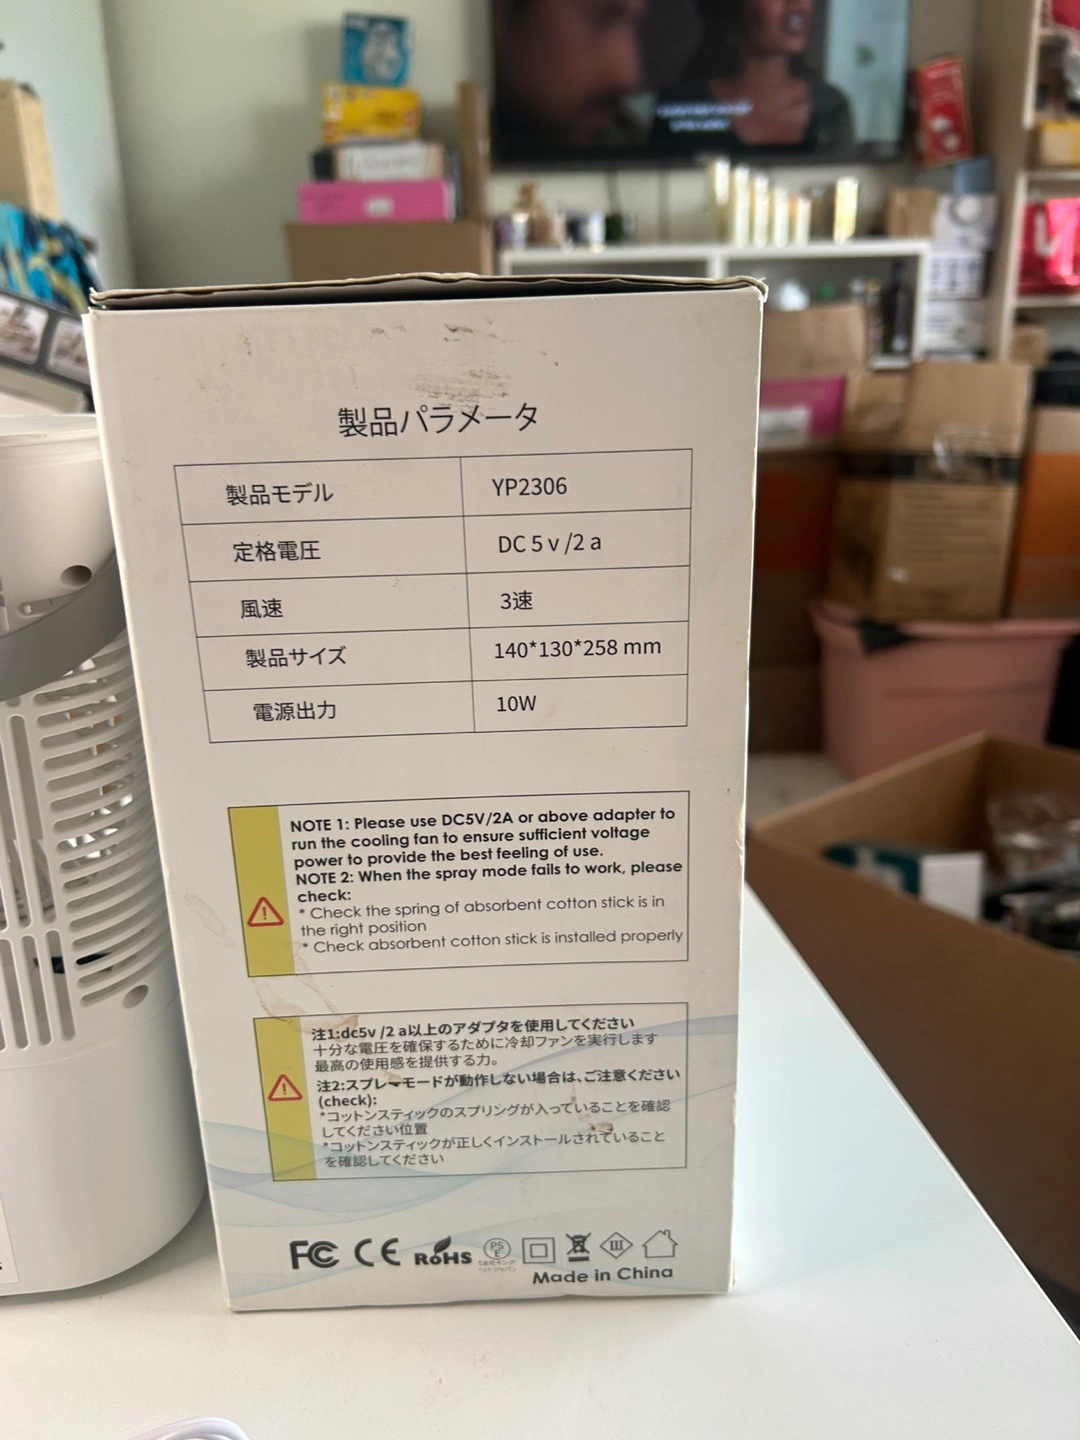 製品パラメータ
製品モデル YP2306
定格電圧 DC 5 v /2 a
風速 3速
製品サイズ 140*130*258 mm
電源出力 10W
NOTE 1: Please use DC5V/2A or above adapter to
run the cooling fan to ensure sufficient voltage
power to provide the best feeling of use.
NOTE 2: When the spray mode fails to work, please
check:
* Check the spring of absorbent cotton stick is in
the right position
* Check absorbent cotton stick is installed properly
注1:dc5v /2 a以上のアダプタを使用してください
十分な電圧を確保するために冷却ファンを実行します
最高の使用感を提供する力。
注2:スプレーモードが動作しない場合は、ご注意ください
(check):
*コットンスティックのスプリングが入っていることを確認
してください位置
*コットンスティックが正しくインストールされていること
を確認してください
FC CE RoHS PS E III
Made in China